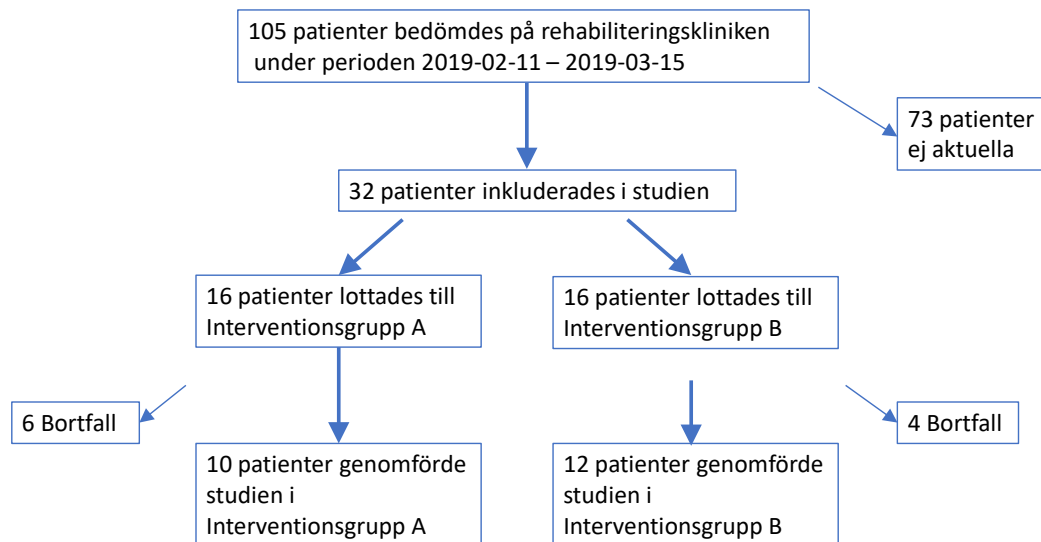 105 patienter bedömdes på rehabiliteringskliniken
under perioden 2019-02-11 – 2019-03-15
73 patienter
ej aktuella
32 patienter inkluderades i studien
16 patienter lottades till
Interventionsgrupp A
16 patienter lottades till
Interventionsgrupp B
6 Bortfall
4 Bortfall
10 patienter genomförde
studien i
Interventionsgrupp A
12 patienter genomförde
studien i
Interventionsgrupp B